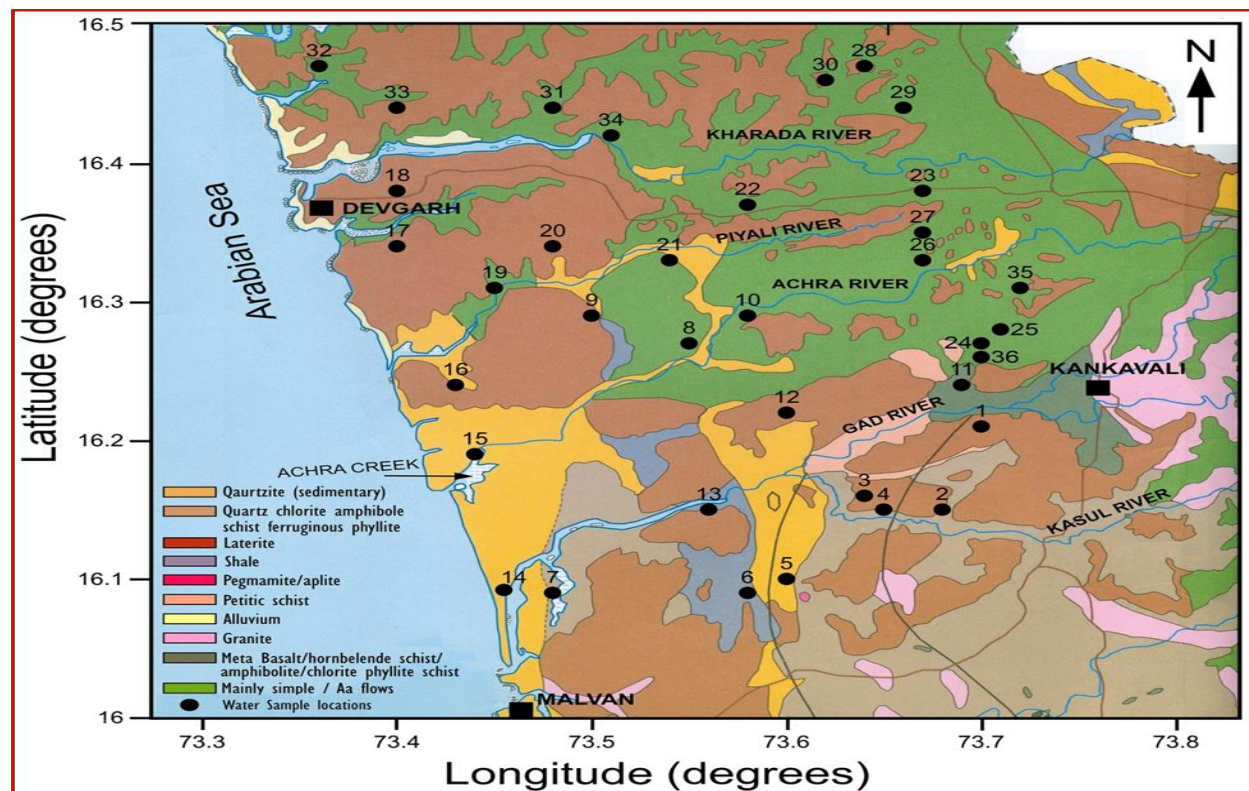 16.5
16.4
16.3
16.2
16.1
16
Latitude (degrees)
N
32
28
30
33
31
29
34
KHARADA RIVER
18
23
22
DEVGARH
27
PIYALI RIVER
17
20
21
26
Arabian Sea
ACHRA RIVER
19
35
9
10
8
25
24
36
16
11
KANKAVALI
12
GAD RIVER
1
15
ACHRA CREEK
3
4
2
13
KASUL RIVER
14
7
6
5
MALVAN
Qaurtzite (sedimentary)
Quartz chlorite amphibole
schist ferruginous phyllite
Laterite
Shale
Pegmamite/aplite
Petitic schist
Alluvium
Granite
Meta Basalt/hornbelende schist/
amphibolite/chlorite phyllite schist
Mainly simple / Aa flows
Water Sample locations
73.3
73.4
73.5
73.6
73.7
73.8
Longitude (degrees)